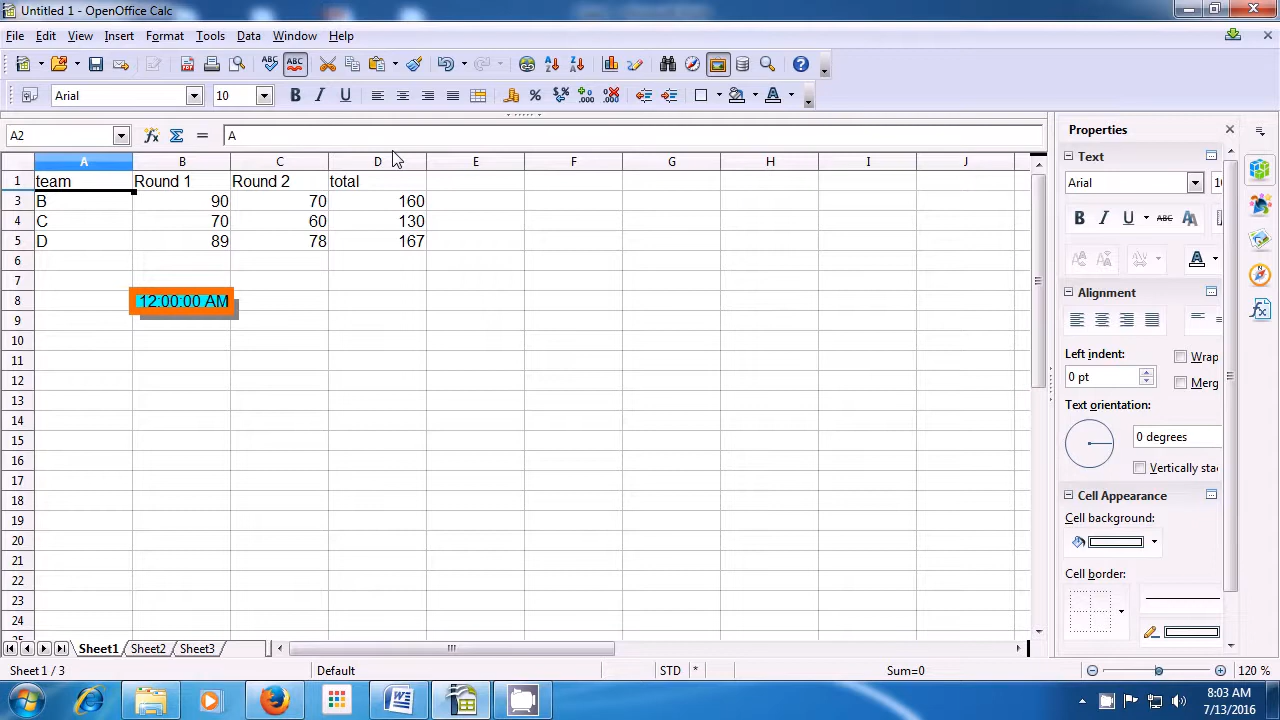 Untitled 1 - OpenOffice Calc
File Edit View Insert Format Tools Data Window Help
Arial 10
A2 A
A B C D E F G H I J
1 team Round 1 Round 2 total
3 B 90 70 160
4 C 70 60 130
5 D 89 78 167
6
7
8 12:00:00 AM
9
10
11
12
13
14
15
16
17
18
19
20
21
22
23
24
Sheet1 Sheet2 Sheet3
Sheet 1 / 3 Default STD * Sum=0 120 %
Properties
Text
Arial
Alignment
Left indent: Wrap
0 pt Merg
Text orientation:
0 degrees
Vertically stac
Cell Appearance
Cell background:
Cell border:
8:03 AM
7/13/2016